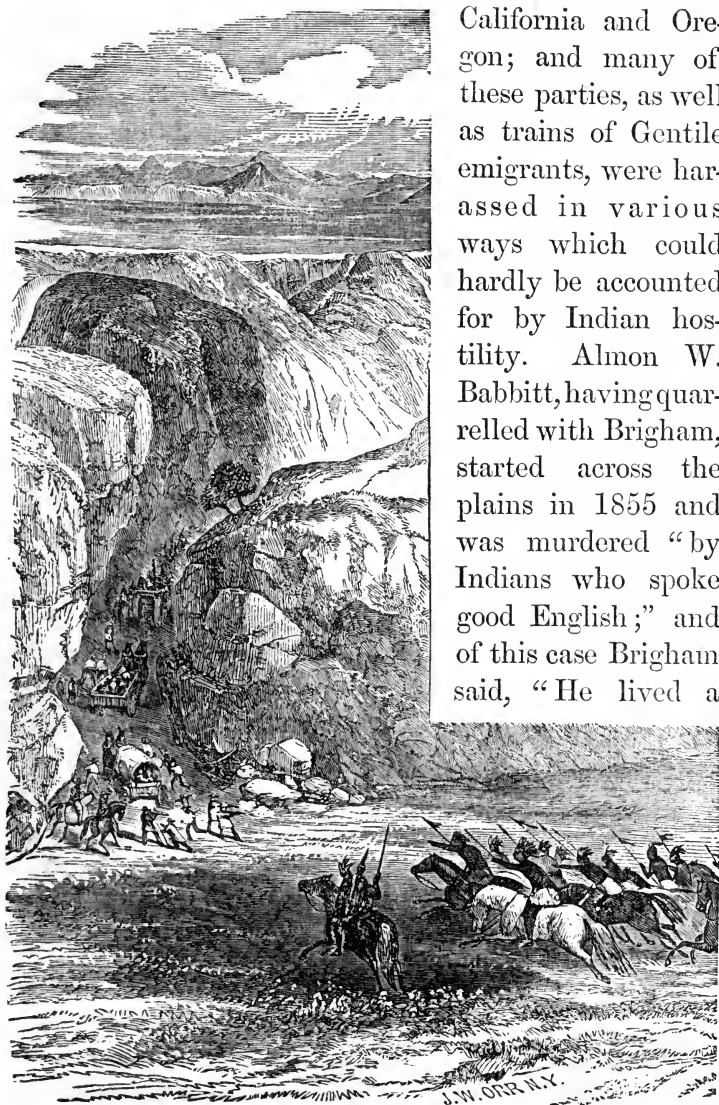 California and Ore-
gon; and many of
these parties, as well
as trains of Gentile
emigrants, were har-
assed in various
ways which could
hardly be accounted
for by Indian hos-
tility. Almon W.
Babbitt, having quar-
relled with Brigham,
started across the
plains in 1855 and
was murdered “by
Indians who spoke
good English;” and
of this case Brigham
said, “He lived a
J.W. ORR N.Y.